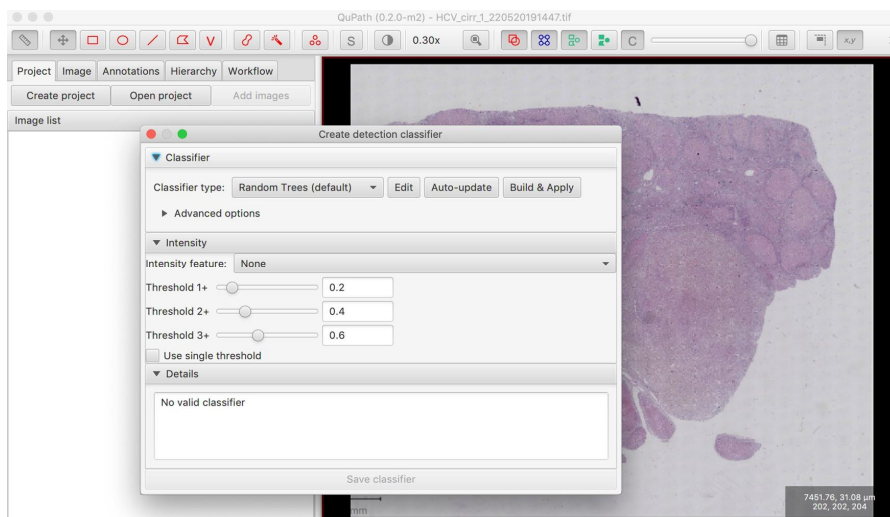 QuPath (0.2.0-m2) - HCV_cirr_1_220520191447.tif
V S 0.30x C x,y
Project Image Annotations Hierarchy Workflow
Create project Open project Add images
Image list
Create detection classifier
Classifier
Classifier type: Random Trees (default) Edit Auto-update Build & Apply
Advanced options
Intensity
Intensity feature: None
Threshold 1+ 0.2
Threshold 2+ 0.4
Threshold 3+ 0.6
Use single threshold
Details
No valid classifier
Save classifier
7451.76, 31.08 µm
202, 202, 204
mm